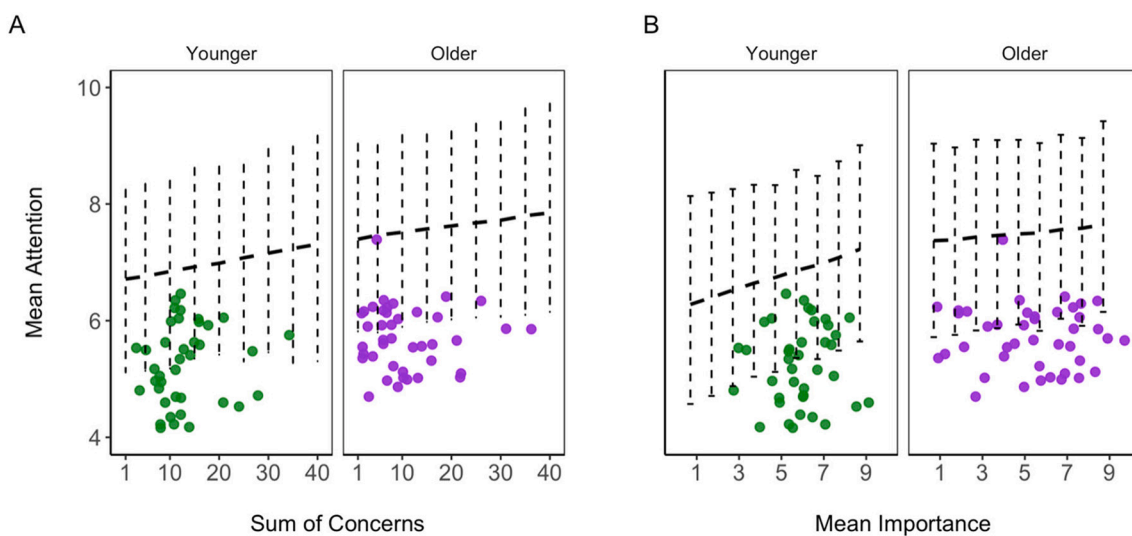 A
B
Younger
Older
Younger
Older
10
8
6
4
Mean Attention
1 10 20 30 40
1 10 20 30 40
1 3 5 7 9
1 3 5 7 9
Sum of Concerns
Mean Importance